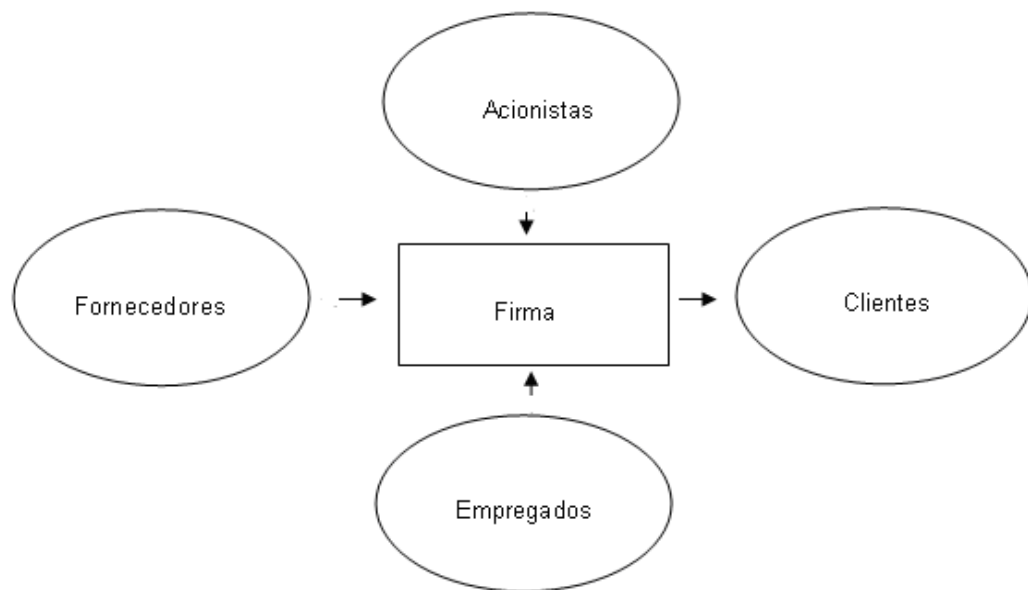 Acionistas
Fornecedores
Firma
Clientes
Empregados